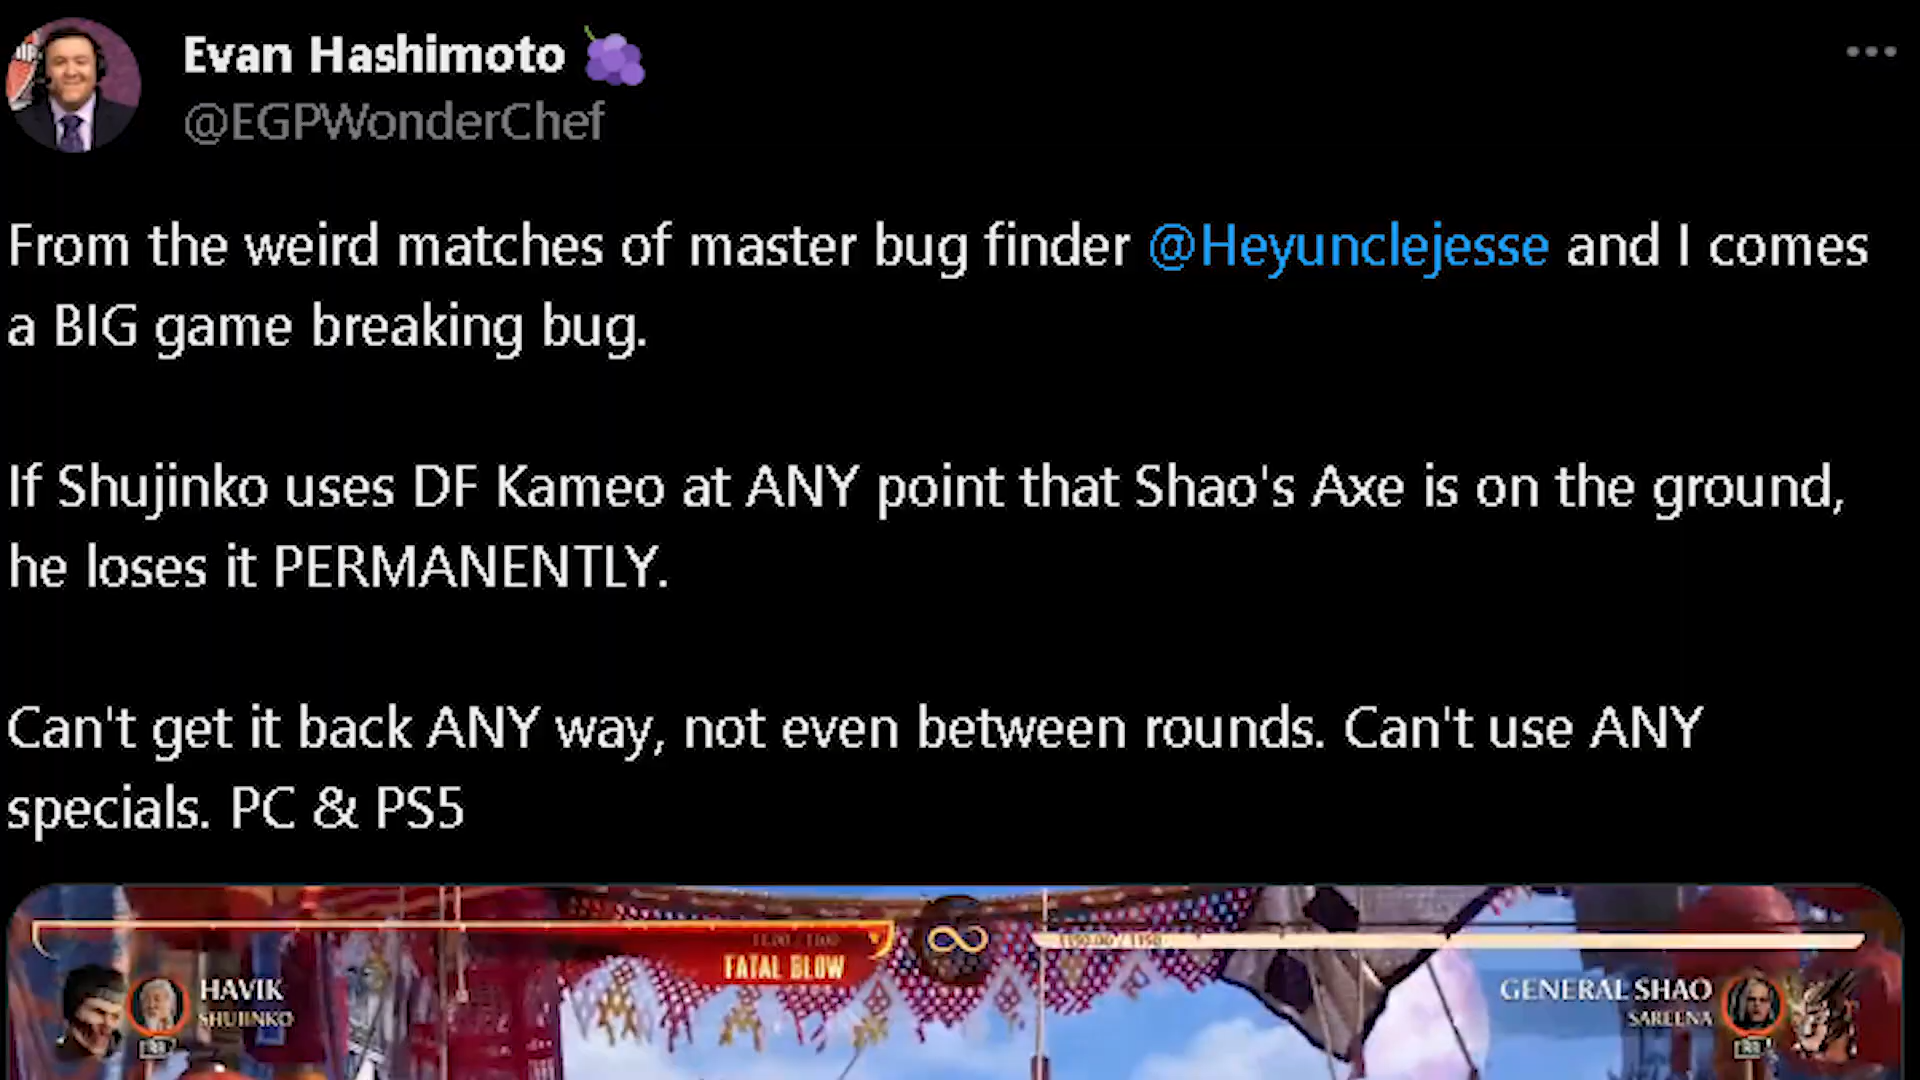 Evan Hashimoto 🍇
@EGPWonderChef
From the weird matches of master bug finder @Heyunclejesse and I comes
a BIG game breaking bug.
If Shujinko uses DF Kameo at ANY point that Shao's Axe is on the ground,
he loses it PERMANENTLY.
Can't get it back ANY way, not even between rounds. Can't use ANY
specials. PC & PS5
FATAL BLOW
HAVIK
SHUJINKO
GENERAL SHAO
SAREENA